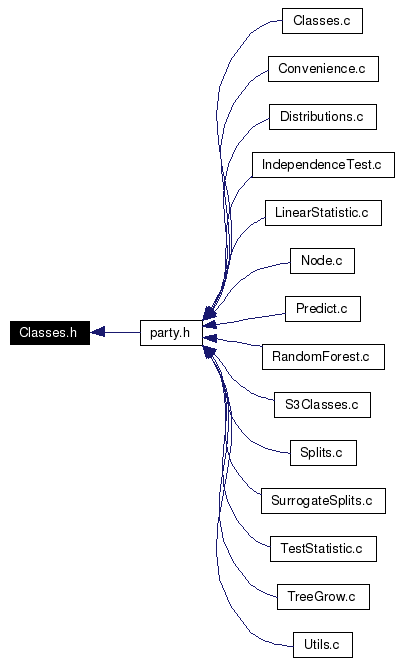 Classes.c
Convenience.c
Distributions.c
IndependenceTest.c
LinearStatistic.c
Node.c
Predict.c
Classes.h
party.h
RandomForest.c
S3Classes.c
Splits.c
SurrogateSplits.c
TestStatistic.c
TreeGrow.c
Utils.c